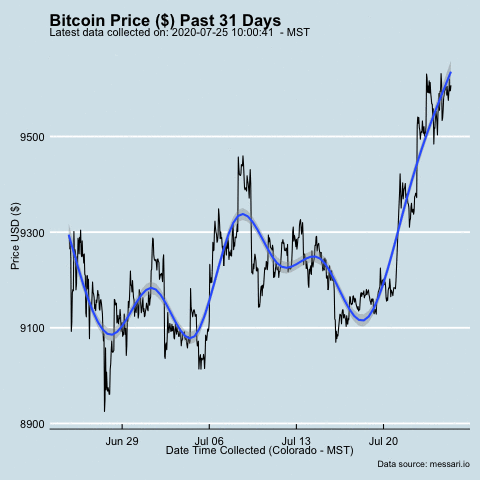 Bitcoin Price ($) Past 31 Days
Latest data collected on: 2020-07-25 10:00:41 - MST
9500
9300
9100
8900
Price USD ($)
Jun 29 Jul 06 Jul 13 Jul 20
Date Time Collected (Colorado - MST)
Data source: messari.io